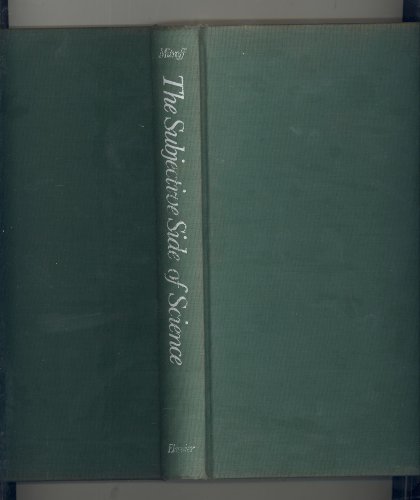 Mitroff
The Subjective Side of Science
Elsevier